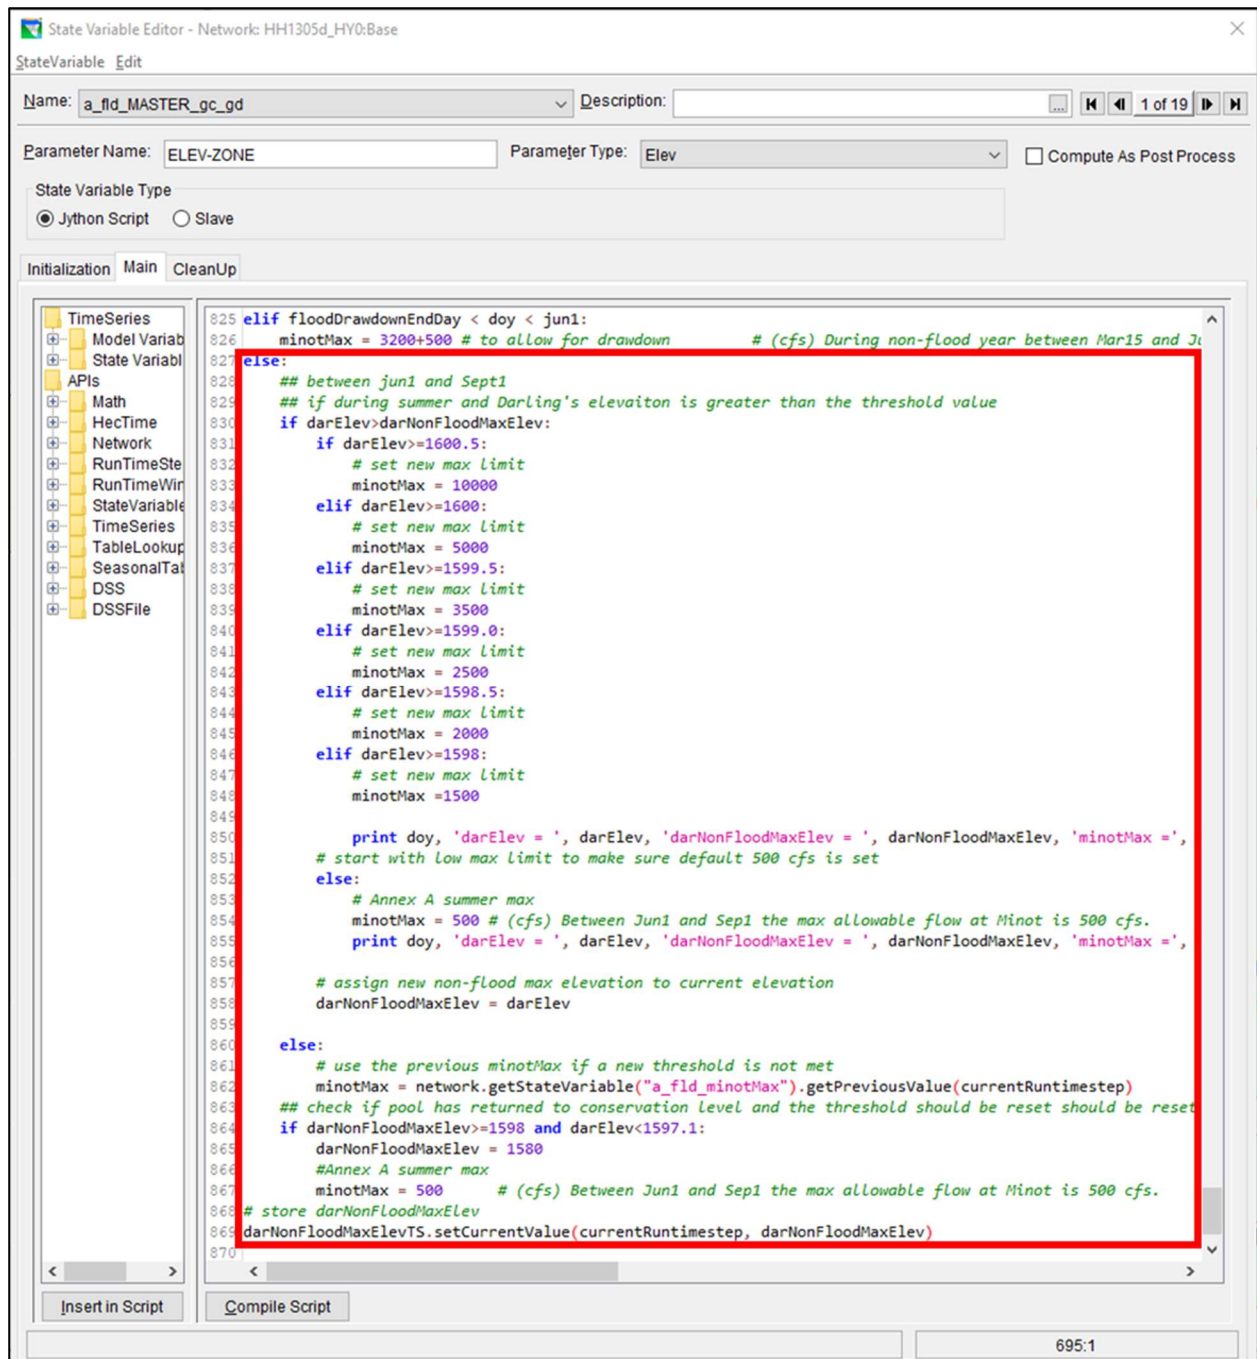 State Variable Editor - Network: HH1305d_HY0:Base
StateVariable Edit
Name: a_fld_MASTER_gc_gd Description: ... 1 of 19
Parameter Name: ELEV-ZONE Parameter Type: Elev Compute As Post Process
State Variable Type
Jython Script Slave
Initialization Main CleanUp
TimeSeries
Model Variab
State Variabl
APIs
Math
HecTime
Network
RunTimeSte
RunTimeWin
StateVariable
TimeSeries
TableLookup
SeasonalTal
DSS
DSSFile
825 elif floodDrawdownEndDay < doy < jun1:
826 minotMax = 3200+500 # to allow for drawdown # (cfs) During non-flood year between Mar15 and Ju
827 else:
828 ## between jun1 and Sept1
829 ## if during summer and Darling's elevaiton is greater than the threshold value
830 if darElev>darNonFloodMaxElev:
831 if darElev>=1600.5:
832 # set new max limit
833 minotMax = 10000
834 elif darElev>=1600:
835 # set new max limit
836 minotMax = 5000
837 elif darElev>=1599.5:
838 # set new max limit
839 minotMax = 3500
840 elif darElev>=1599.0:
841 # set new max limit
842 minotMax = 2500
843 elif darElev>=1598.5:
844 # set new max limit
845 minotMax = 2000
846 elif darElev>=1598:
847 # set new max limit
848 minotMax =1500
849
850 print doy, 'darElev = ', darElev, 'darNonFloodMaxElev = ', darNonFloodMaxElev, 'minotMax =',
851 # start with low max limit to make sure default 500 cfs is set
852 else:
853 # Annex A summer max
854 minotMax = 500 # (cfs) Between Jun1 and Sep1 the max allowable flow at Minot is 500 cfs.
855 print doy, 'darElev = ', darElev, 'darNonFloodMaxElev = ', darNonFloodMaxElev, 'minotMax =',
856
857 # assign new non-flood max elevation to current elevation
858 darNonFloodMaxElev = darElev
859
860 else:
861 # use the previous minotMax if a new threshold is not met
862 minotMax = network.getStateVariable("a_fld_minotMax").getPreviousValue(currentRuntimestep)
863 ## check if pool has returned to conservation level and the threshold should be reset should be reset
864 if darNonFloodMaxElev>=1598 and darElev<1597.1:
865 darNonFloodMaxElev = 1580
866 #Annex A summer max
867 minotMax = 500 # (cfs) Between Jun1 and Sep1 the max allowable flow at Minot is 500 cfs.
868 # store darNonFloodMaxElev
869 darNonFloodMaxElevTS.setCurrentValue(currentRuntimestep, darNonFloodMaxElev)
870
Insert in Script Compile Script
695:1